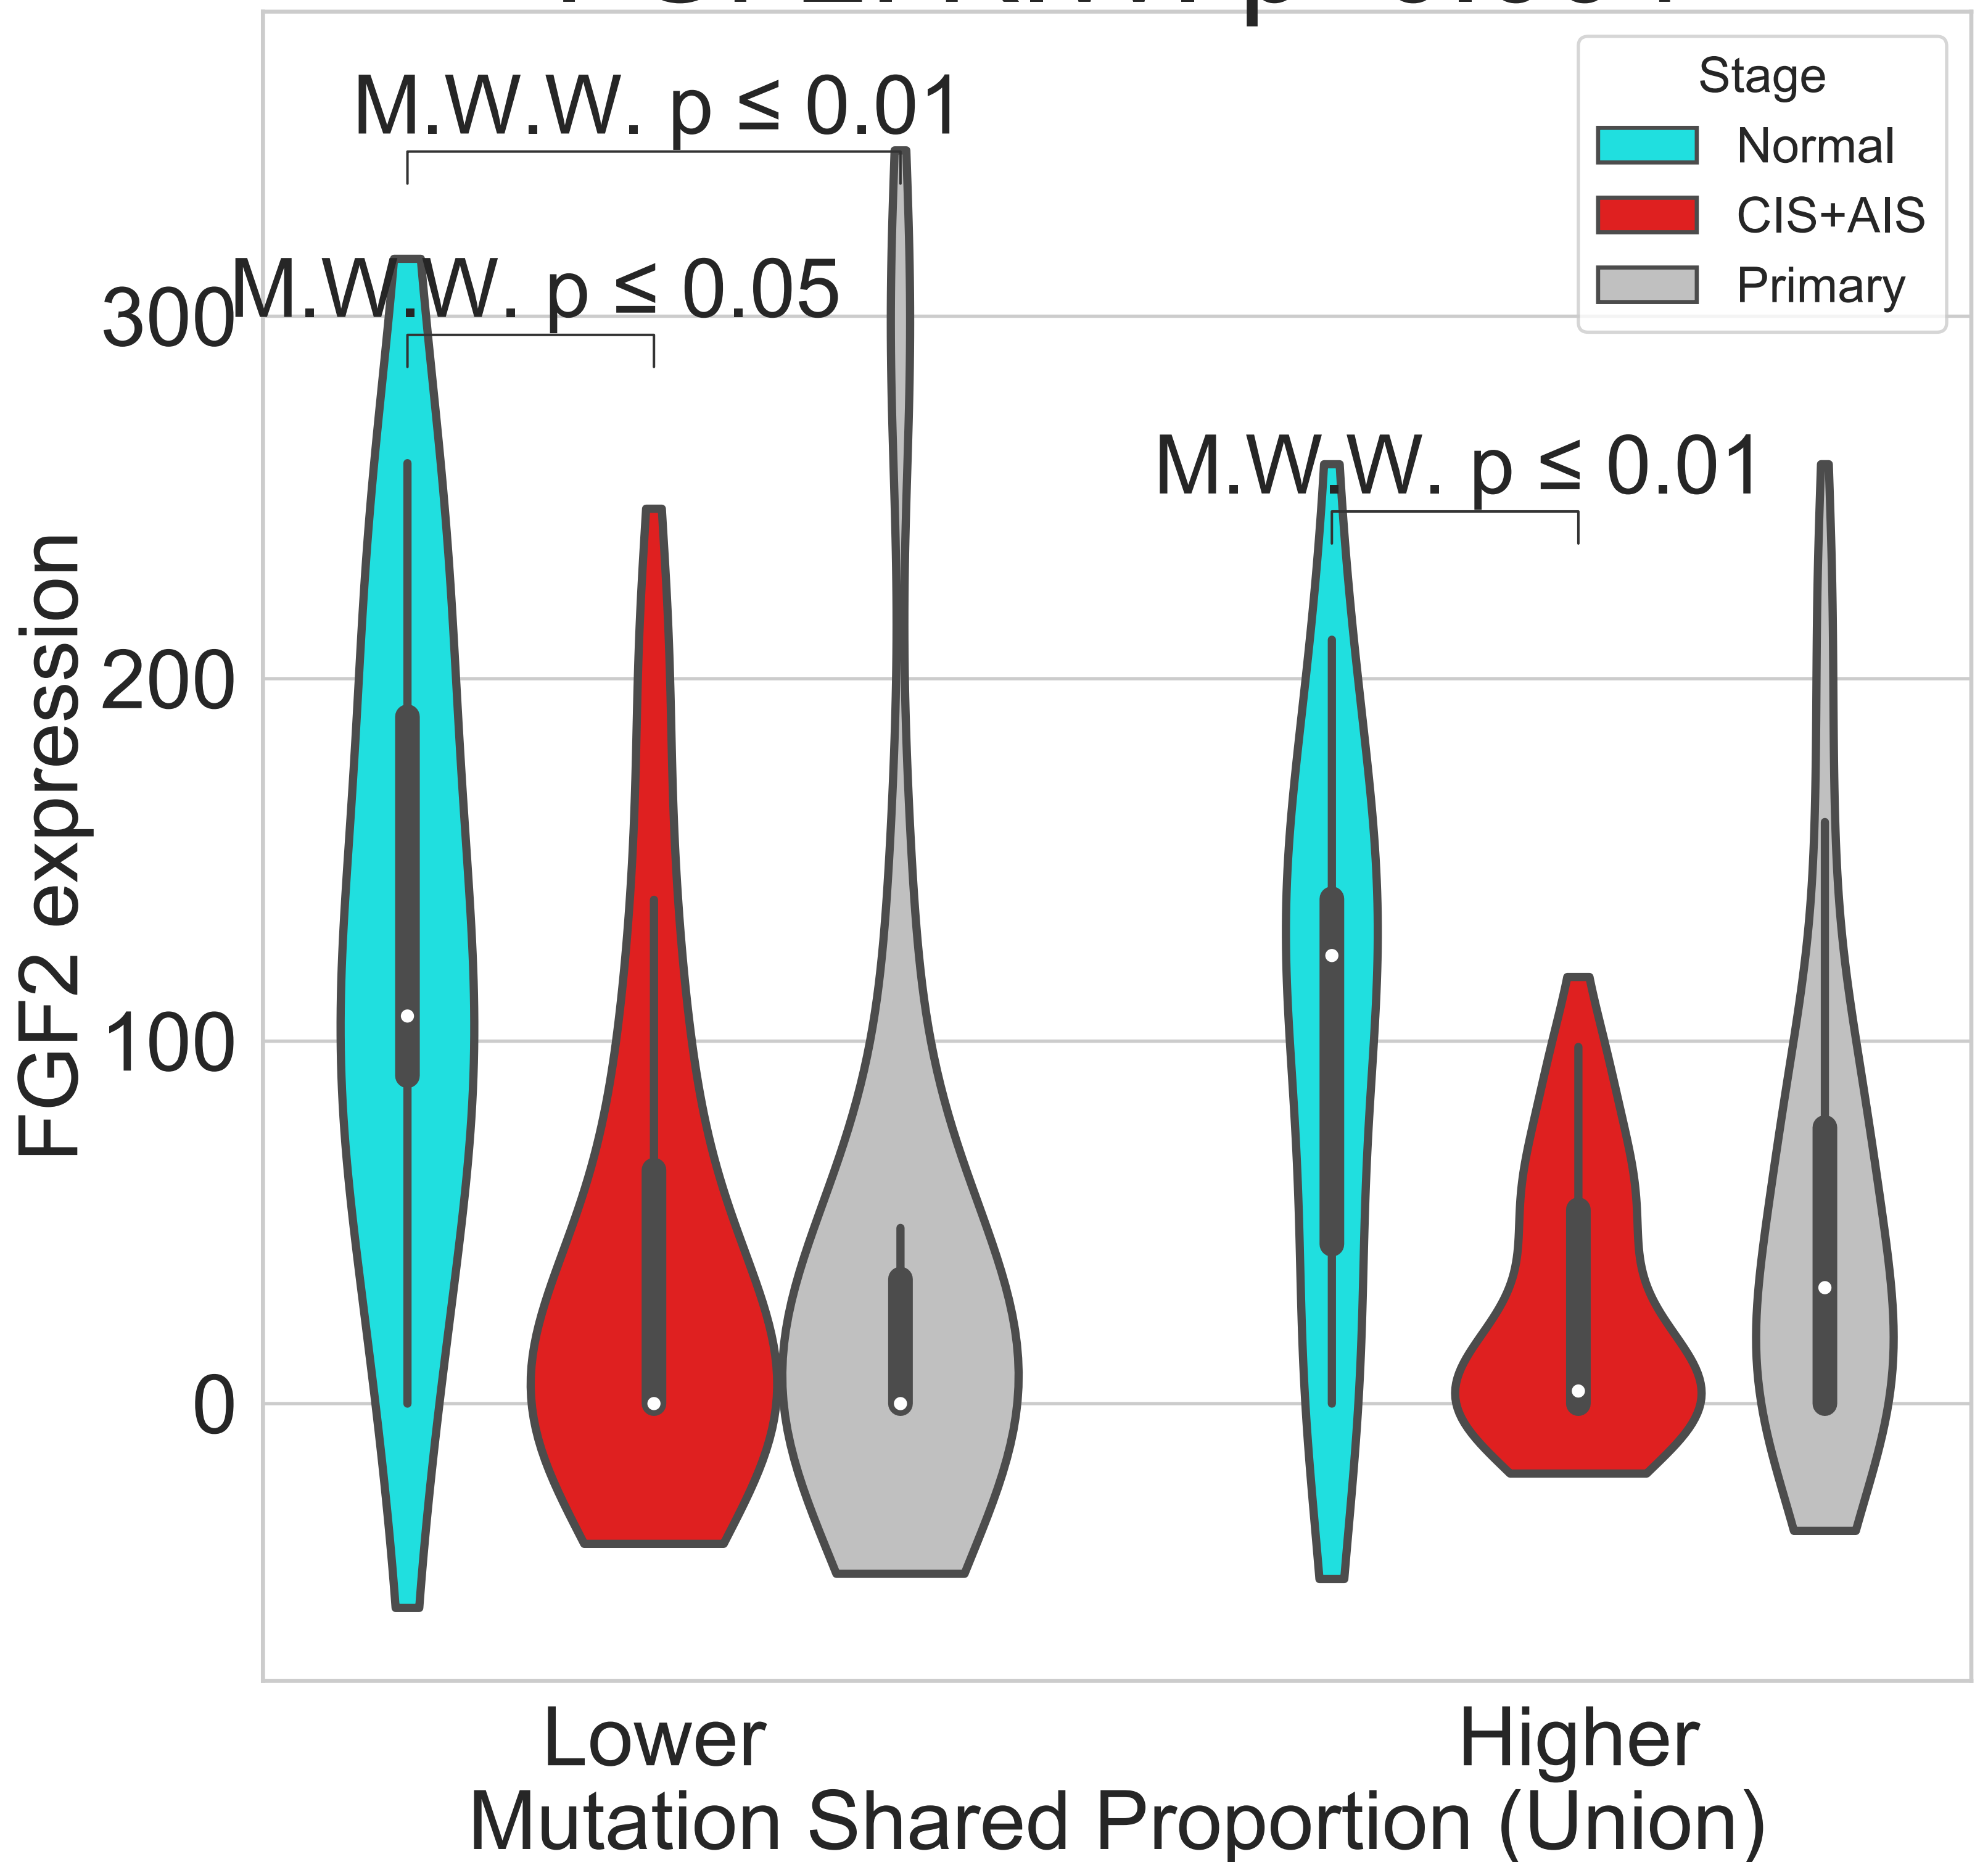 M.W.W. p ≤ 0.01
Stage
Normal
CIS+AIS
Primary
M.W.W. p ≤ 0.05
300
M.W.W. p ≤ 0.01
200
100
0
FGF2 expression
Lower
Higher
Mutation Shared Proportion (Union)